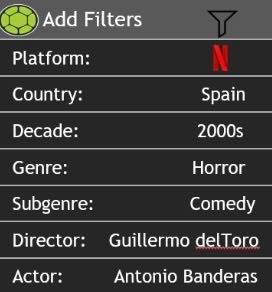 Add Filters
Platform: N
Country: Spain
Decade: 2000s
Genre: Horror
Subgenre: Comedy
Director: Guillermo delToro
Actor: Antonio Banderas